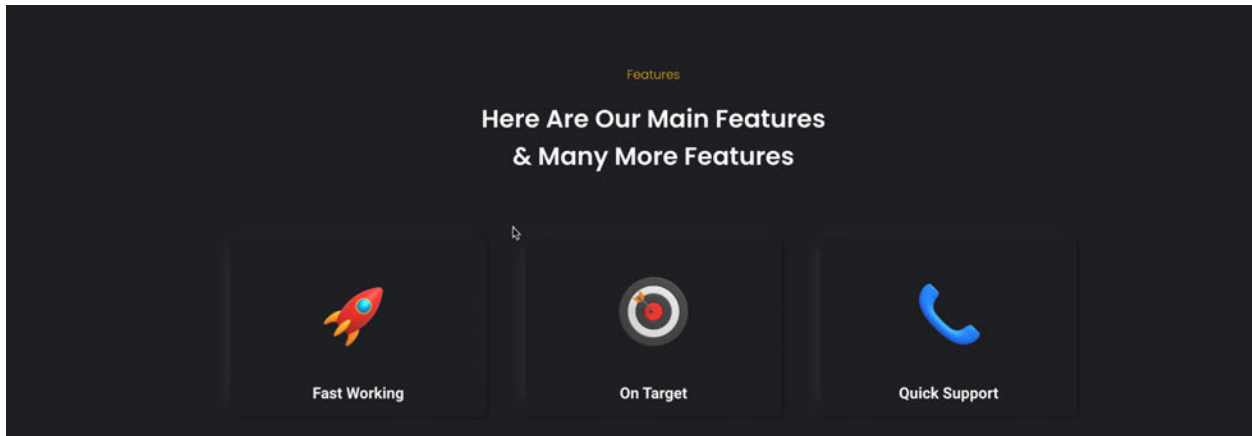 Features
Here Are Our Main Features
& Many More Features
Fast Working
On Target
Quick Support